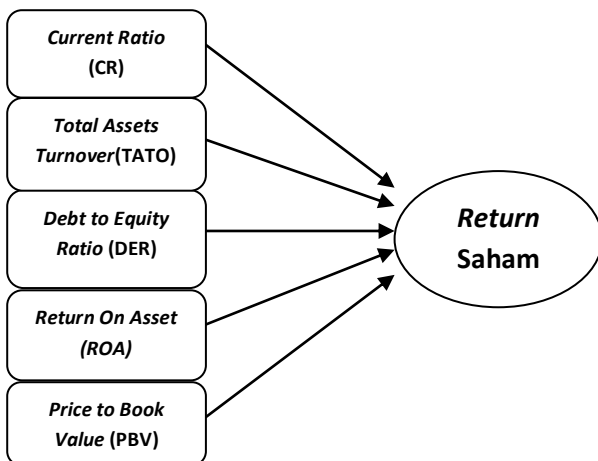 Current Ratio
(CR)
Total Assets
Turnover(TATO)
Debt to Equity
Ratio (DER)
Return On Asset
(ROA)
Price to Book
Value (PBV)
Return
Saham